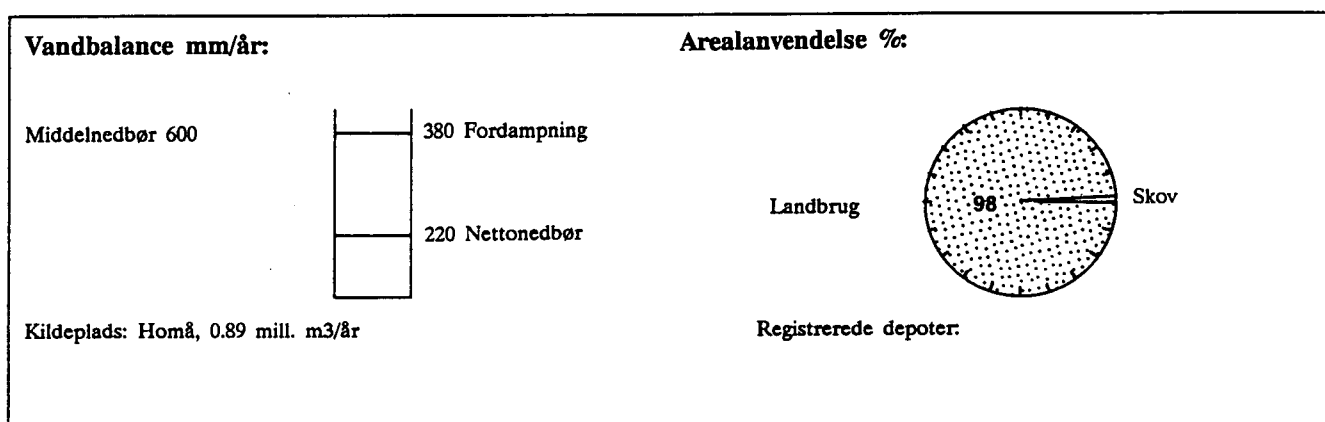 Vandbalance mm/år:
Middelnedbør 600
380 Fordampning
220 Nettonedbør
Kildeplads: Homå, 0.89 mill. m3/år
Arealanvendelse %:
Landbrug
98
Skov
Registrerede depoter: